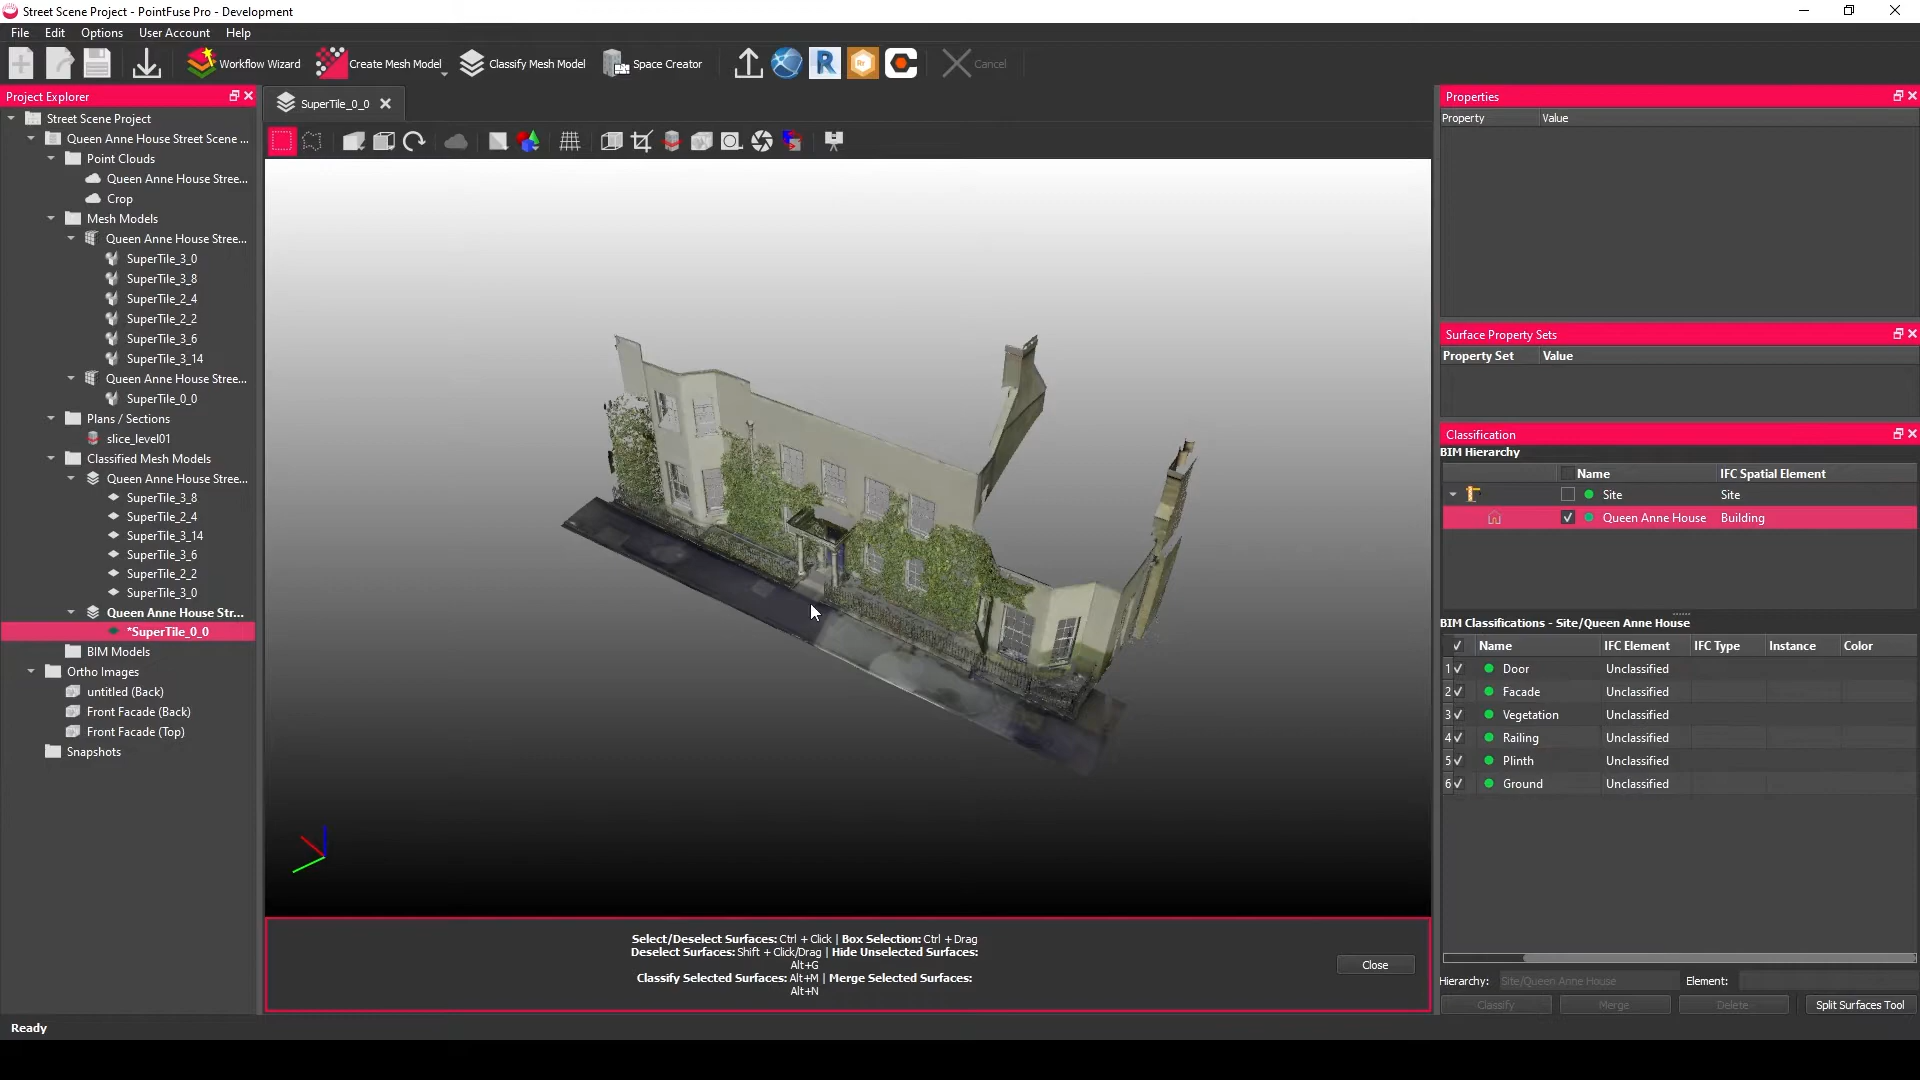 Street Scene Project - PointFuse Pro - Development
File Edit Options User Account Help
Workflow Wizard Create Mesh Model Classify Mesh Model Space Creator R Cancel
Project Explorer
Street Scene Project
Queen Anne House Street Scene ...
Point Clouds
Queen Anne House Stree...
Crop
Mesh Models
Queen Anne House Stree...
SuperTile_3_0
SuperTile_3_8
SuperTile_2_4
SuperTile_2_2
SuperTile_3_6
SuperTile_3_14
Queen Anne House Stree...
SuperTile_0_0
Plans / Sections
slice_level01
Classified Mesh Models
Queen Anne House Stree...
SuperTile_3_8
SuperTile_2_4
SuperTile_3_14
SuperTile_3_6
SuperTile_2_2
SuperTile_3_0
Queen Anne House Str...
*SuperTile_0_0
BIM Models
Ortho Images
untitled (Back)
Front Facade (Back)
Front Facade (Top)
Snapshots
SuperTile_0_0
Select/Deselect Surfaces: Ctrl + Click | Box Selection: Ctrl + Drag
Deselect Surfaces: Shift + Click/Drag | Hide Unselected Surfaces:
Alt+G
Classify Selected Surfaces: Alt+M | Merge Selected Surfaces:
Alt+N
Close
Properties
Property Value
Surface Property Sets
Property Set Value
Classification
BIM Hierarchy
Name IFC Spatial Element
Site Site
Queen Anne House Building
BIM Classifications - Site/Queen Anne House
Name IFC Element IFC Type Instance Color
1 Door Unclassified
2 Facade Unclassified
3 Vegetation Unclassified
4 Railing Unclassified
5 Plinth Unclassified
6 Ground Unclassified
Hierarchy: Site/Queen Anne House Element:
Classify Merge Delete Split Surfaces Tool
Ready